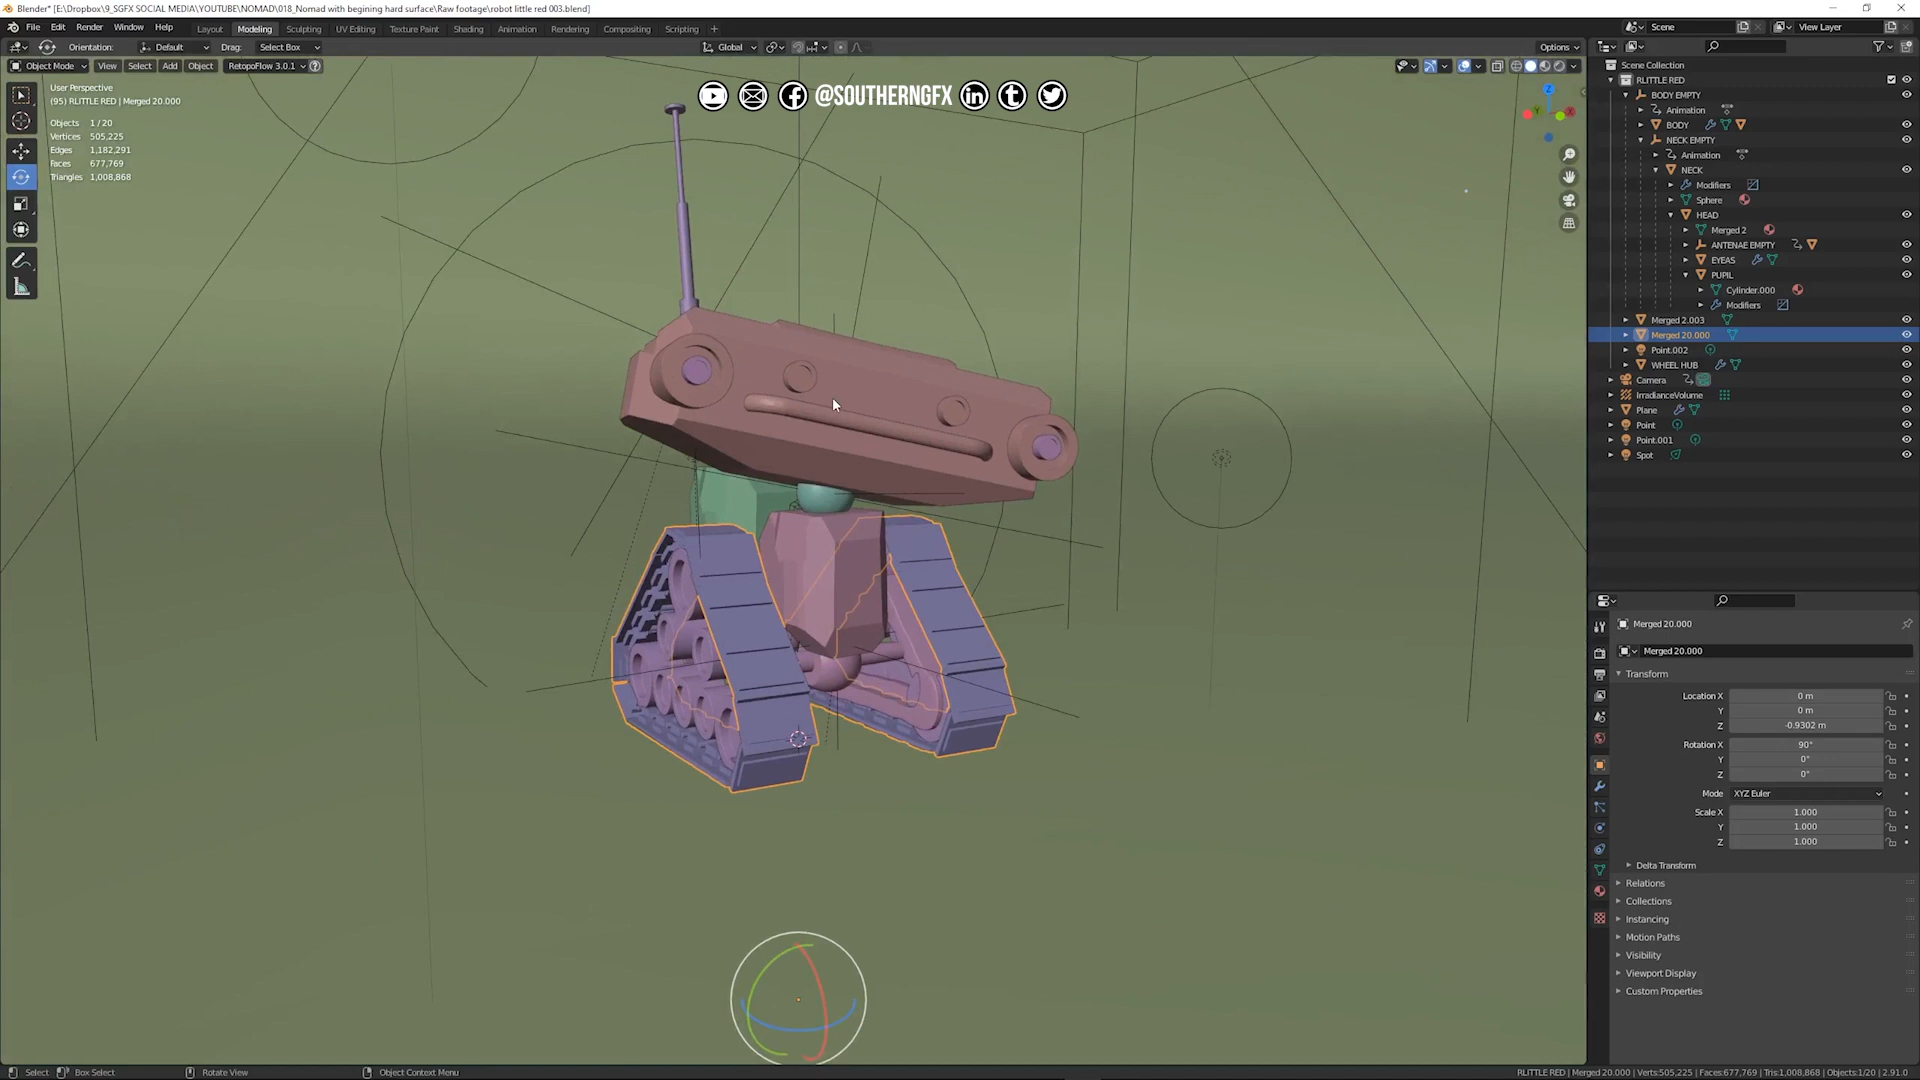 Blender* [E:\Dropbox\9_SGFX SOCIAL MEDIA\YOUTUBE\NOMAD\018_Nomad with begining hard surface\Raw footage\robot little red 003.blend]
File Edit Render Window Help Layout Modeling Sculpting UV Editing Texture Paint Shading Animation Rendering Compositing Scripting + Scene View Layer
Orientation: Default Drag: Select Box Global Options
Object Mode View Select Add Object RetopoFlow 3.0.1 ?
User Perspective
(95) RLITTLE RED | Merged 20.000
Objects 1 / 20
Vertices 505,225
Edges 1,182,291
Faces 677,769
Triangles 1,008,868
@SOUTHERNGFX
Z
Scene Collection
RLITTLE RED
BODY EMPTY
Animation
BODY
NECK EMPTY
Animation
NECK
Modifiers
Sphere
HEAD
Merged 2
ANTENAE EMPTY
EYEAS
PUPIL
Cylinder.000
Modifiers
Merged 2.003
Merged 20.000
Point.002
WHEEL HUB
Camera
IrradianceVolume
Plane
Point
Point.001
Spot
Merged 20.000
Merged 20.000
Transform
Location X 0 m
Y 0 m
Z -0.9302 m
Rotation X 90°
Y 0°
Z 0°
Mode XYZ Euler
Scale X 1.000
Y 1.000
Z 1.000
Delta Transform
Relations
Collections
Instancing
Motion Paths
Visibility
Viewport Display
Custom Properties
Select Box Select Rotate View Object Context Menu RLITTLE RED | Merged 20.000 | Verts:505,225 | Faces:677,769 | Tris:1,008,868 | Objects:1/20 | 2.91.0